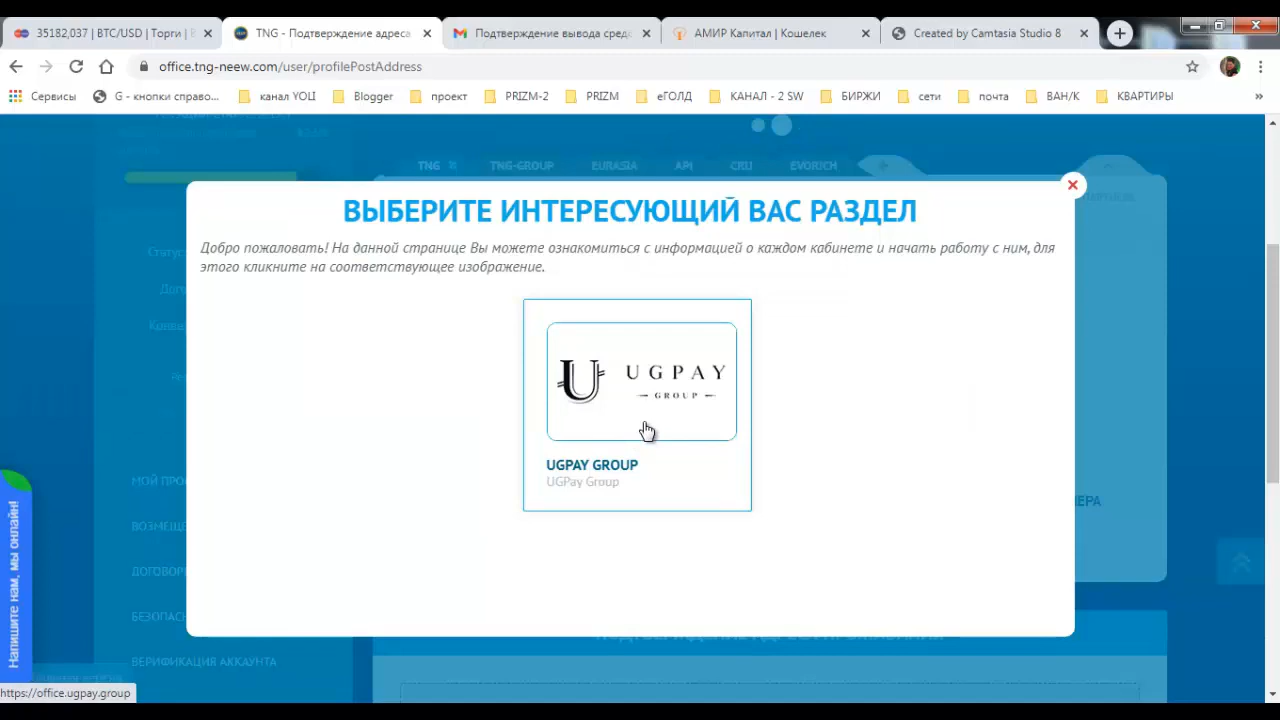 35182,037 | BTC/USD | Торги | B
TNG - Подтверждение адреса
Подтверждение вывода сред
АМИР Капитал | Кошелек
Created by Camtasia Studio 8
office.tng-neew.com/user/profilePostAddress
Сервисы
G - кнопки справо...
канал YOU
Blogger
проект
PRIZM-2
PRIZM
еГОЛД
КАНАЛ - 2 SW
БИРЖИ
сети
почта
ВАН/К
КВАРТИРЫ
»
TNG
TNG-GROUP
EURASIA
API
CRU
EVORICH
ВЫБЕРИТЕ ИНТЕРЕСУЮЩИЙ ВАС РАЗДЕЛ
Добро пожаловать! На данной странице Вы можете ознакомиться с информацией о каждом кабинете и начать работу с ним, для
этого кликните на соответствующее изображение.
Статус
U UGPAY
GROUP
UGPAY GROUP
UGPay Group
МОЙ ПРО
ВОЗМЕЩЕ
ДОГОВОР
БЕЗОПАС
ВЕРИФИКАЦИЯ АККАУНТА
НЕРА
Напишите нам, мы онлайн!
https://office.ugpay.group